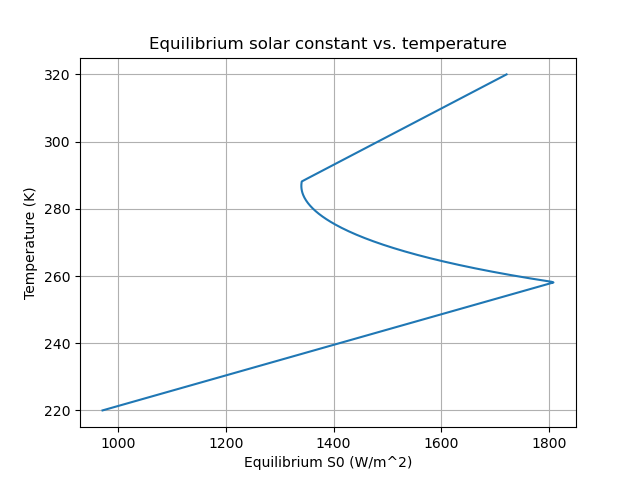 Equilibrium solar constant vs. temperature
320
300
280
260
240
220
Temperature (K)
1000 1200 1400 1600 1800
Equilibrium S0 (W/m^2)